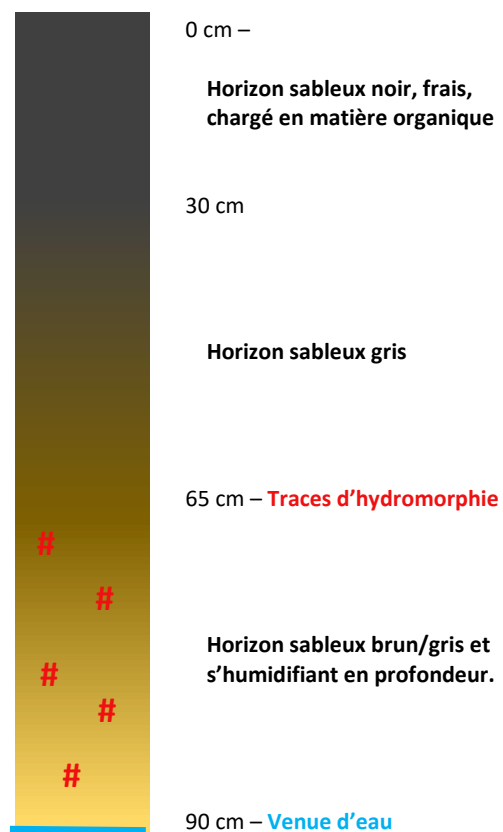 0 cm –
Horizon sableux noir, frais,
chargé en matière organique
30 cm
Horizon sableux gris
65 cm – Traces d’hydromorphie
#
#
Horizon sableux brun/gris et
s’humidifiant en profondeur.
#
#
#
90 cm – Venue d’eau